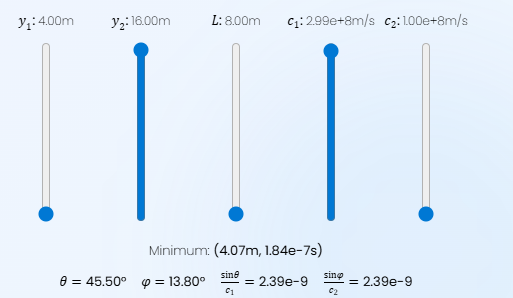 y₁: 4.00m y₂: 16.00m L: 8.00m c₁: 2.99e+8m/s c₂: 1.00e+8m/s
Minimum: (4.07m, 1.84e-7s)
θ = 45.50° φ = 13.80° sinθ/c₁ = 2.39e-9 sinφ/c₂ = 2.39e-9